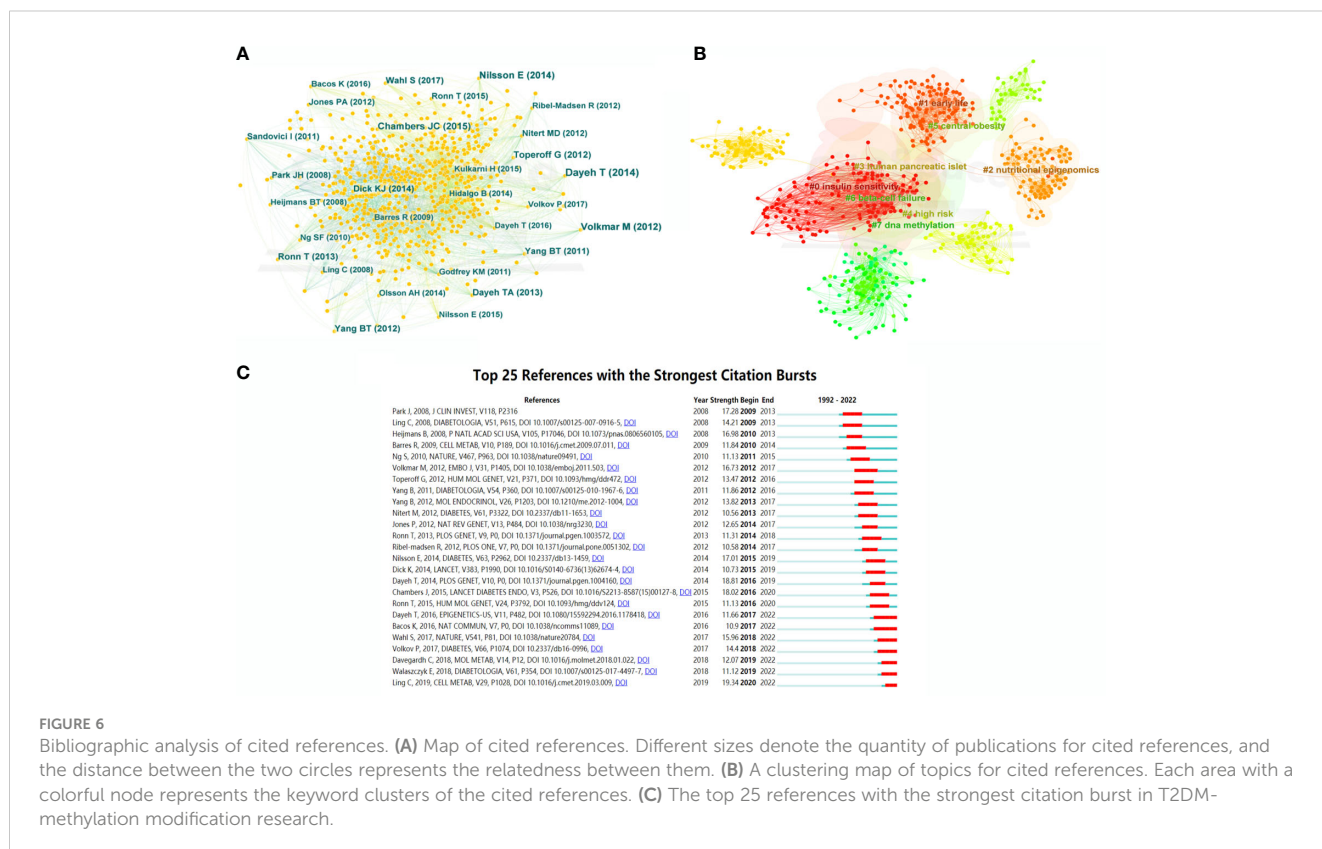 A
Bacos K (2016)
Wahl S (2017)
Nilsson E (2014)
Jones PA (2012)
Ronn T (2015)
Ribel-Madsen R (2012)
Sandovici I (2011)
Chambers JC (2015)
Nitert MD (2012)
Toperoff G (2012)
Park JH (2008)
Kulkarni H (2015)
Dayeh T (2014)
Dick KJ (2014)
Hidalgo B (2014)
Heijmans BT (2008)
Volkov P (2017)
Barres R (2009)
Dayeh T (2016)
Volkmar M (2012)
Ng SF (2010)
Yang BT (2011)
Ronn T (2013)
Ling C (2008)
Godfrey KM (2011)
Olsson AH (2014)
Dayeh TA (2013)
Nilsson E (2015)
Yang BT (2012)
B
#1 early life
#5 central obesity
#3 human pancreatic islet
#2 nutritional epigenomics
#0 insulin sensitivity
#6 beta cell failure
#4 high risk
#7 dna methylation
C
Top 25 References with the Strongest Citation Bursts
References Year Strength Begin End 1992 - 2022
Park J, 2008, J CLIN INVEST, V118, P2316 2008 17.28 2009 2013
Ling C, 2008, DIABETOLOGIA, V51, P615, DOI 10.1007/s00125-007-0916-5, DOI 2008 14.21 2009 2013
Heijmans B, 2008, P NATL ACAD SCI USA, V105, P17046, DOI 10.1073/pnas.0806560105, DOI 2008 16.98 2010 2013
Barres R, 2009, CELL METAB, V10, P189, DOI 10.1016/j.cmet.2009.07.011, DOI 2009 11.84 2010 2014
Ng S, 2010, NATURE, V467, P963, DOI 10.1038/nature09491, DOI 2010 11.13 2011 2015
Volkmar M, 2012, EMBO J, V31, P1405, DOI 10.1038/emboj.2011.503, DOI 2012 16.73 2012 2017
Toperoff G, 2012, HUM MOL GENET, V21, P371, DOI 10.1093/hmg/ddr472, DOI 2012 13.47 2012 2016
Yang B, 2011, DIABETOLOGIA, V54, P360, DOI 10.1007/s00125-010-1967-6, DOI 2011 11.86 2012 2016
Yang B, 2012, MOL ENDOCRINOL, V26, P1203, DOI 10.1210/me.2012-1004, DOI 2012 13.82 2013 2017
Nitert M, 2012, DIABETES, V61, P3322, DOI 10.2337/db11-1653, DOI 2012 10.56 2013 2017
Jones P, 2012, NAT REV GENET, V13, P484, DOI 10.1038/nrg3230, DOI 2012 12.65 2014 2017
Ronn T, 2013, PLOS GENET, V9, P0, DOI 10.1371/journal.pgen.1003572, DOI 2013 11.31 2014 2018
Ribel-madsen R, 2012, PLOS ONE, V7, P0, DOI 10.1371/journal.pone.0051302, DOI 2012 10.58 2014 2017
Nilsson E, 2014, DIABETES, V63, P2962, DOI 10.2337/db13-1459, DOI 2014 17.01 2015 2019
Dick K, 2014, LANCET, V383, P1990, DOI 10.1016/S0140-6736(13)62674-4, DOI 2014 10.73 2015 2019
Dayeh T, 2014, PLOS GENET, V10, P0, DOI 10.1371/journal.pgen.1004160, DOI 2014 18.81 2016 2019
Chambers J, 2015, LANCET DIABETES ENDO, V3, P526, DOI 10.1016/S2213-8587(15)00127-8, DOI 2015 18.02 2016 2020
Ronn T, 2015, HUM MOL GENET, V24, P3792, DOI 10.1093/hmg/ddv124, DOI 2015 11.13 2016 2020
Dayeh T, 2016, EPIGENETICS-US, V11, P482, DOI 10.1080/15592294.2016.1178418, DOI 2016 11.66 2017 2022
Bacos K, 2016, NAT COMMUN, V7, P0, DOI 10.1038/ncomms11089, DOI 2016 10.9 2017 2022
Wahl S, 2017, NATURE, V541, P81, DOI 10.1038/nature20784, DOI 2017 15.96 2018 2022
Volkov P, 2017, DIABETES, V66, P1074, DOI 10.2337/db16-0996, DOI 2017 14.4 2018 2022
Davegardh C, 2018, MOL METAB, V14, P12, DOI 10.1016/j.molmet.2018.01.022, DOI 2018 12.07 2019 2022
Walaszczyk E, 2018, DIABETOLOGIA, V61, P354, DOI 10.1007/s00125-017-4497-7, DOI 2018 11.12 2019 2022
Ling C, 2019, CELL METAB, V29, P1028, DOI 10.1016/j.cmet.2019.03.009, DOI 2019 19.34 2020 2022
FIGURE 6
Bibliographic analysis of cited references. (A) Map of cited references. Different sizes denote the quantity of publications for cited references, and
the distance between the two circles represents the relatedness between them. (B) A clustering map of topics for cited references. Each area with a
colorful node represents the keyword clusters of the cited references. (C) The top 25 references with the strongest citation burst in T2DM-
methylation modification research.